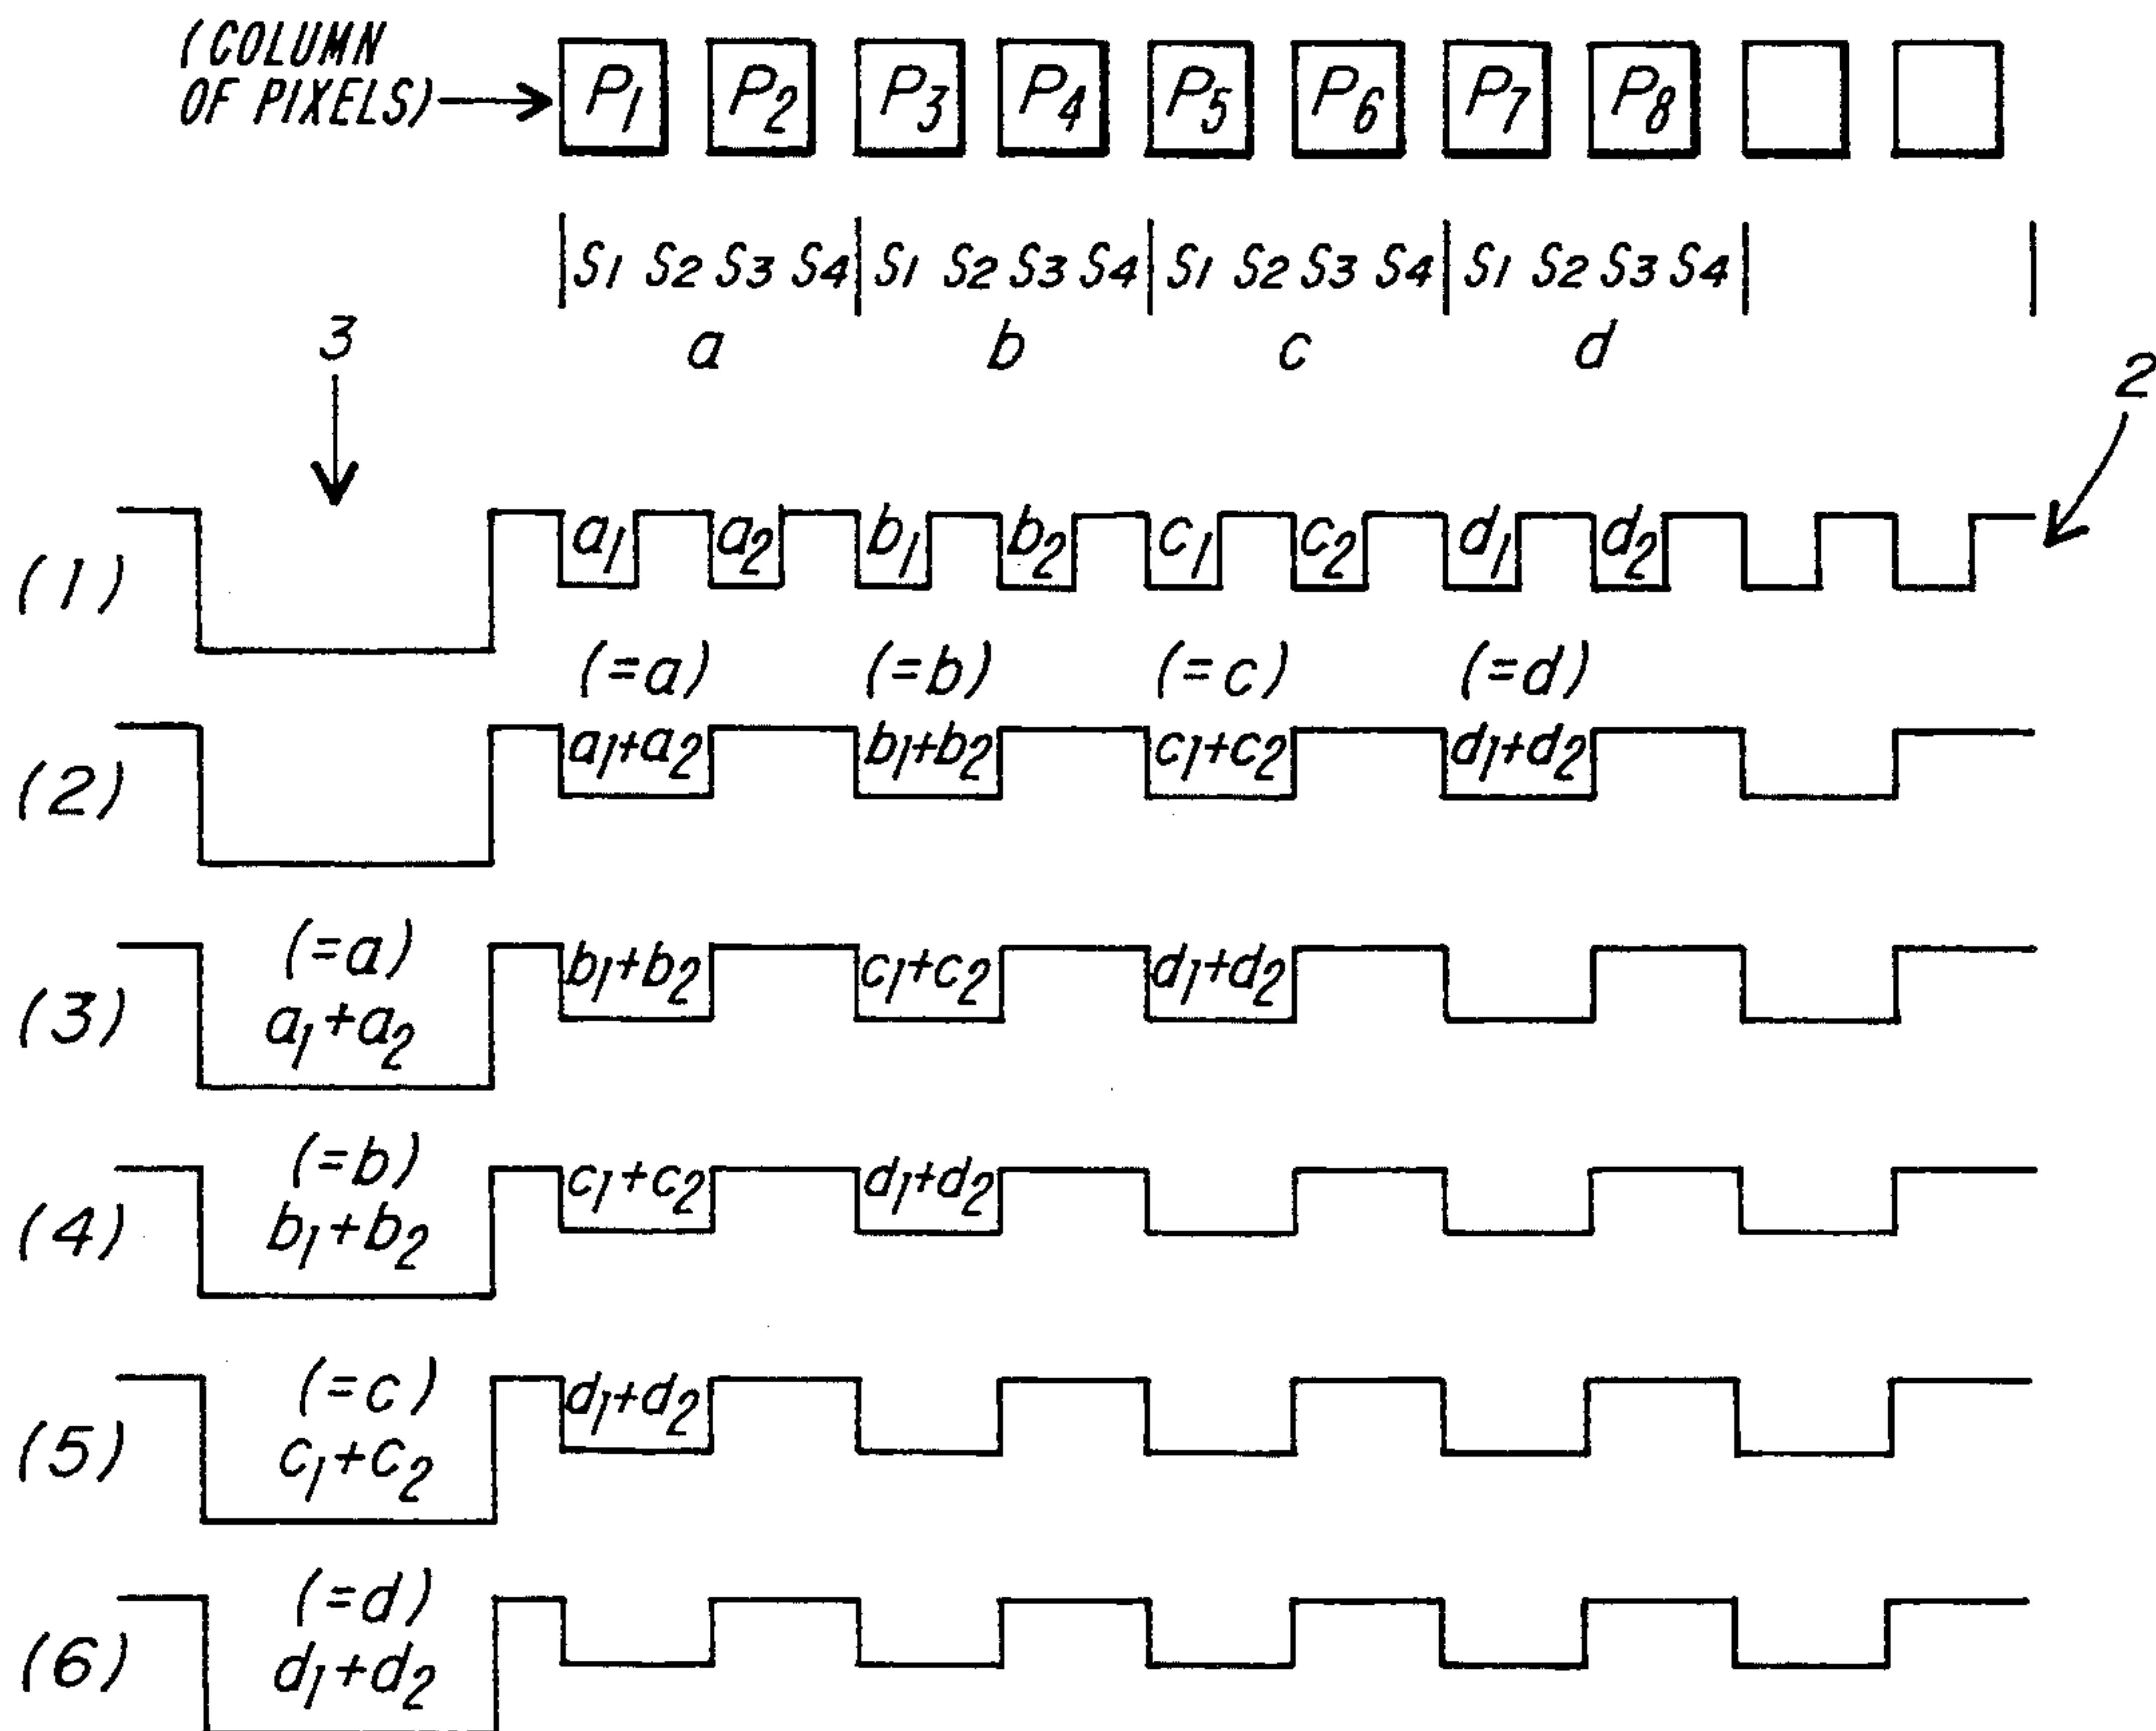 (COLUMN
OF PIXELS) P1 P2 P3 P4 P5 P6 P7 P8
S1 S2 S3 S4 S1 S2 S3 S4 S1 S2 S3 S4 S1 S2 S3 S4
3 a b c d
2
(1) a1 a2 b1 b2 c1 c2 d1 d2
(=a) (=b) (=c) (=d)
(2) a1+a2 b1+b2 c1+c2 d1+d2
(=a) b1+b2 c1+c2 d1+d2
(3) a1+a2
(=b) c1+c2 d1+d2
(4) b1+b2
(=c) d1+d2
(5) c1+c2
(=d)
(6) d1+d2